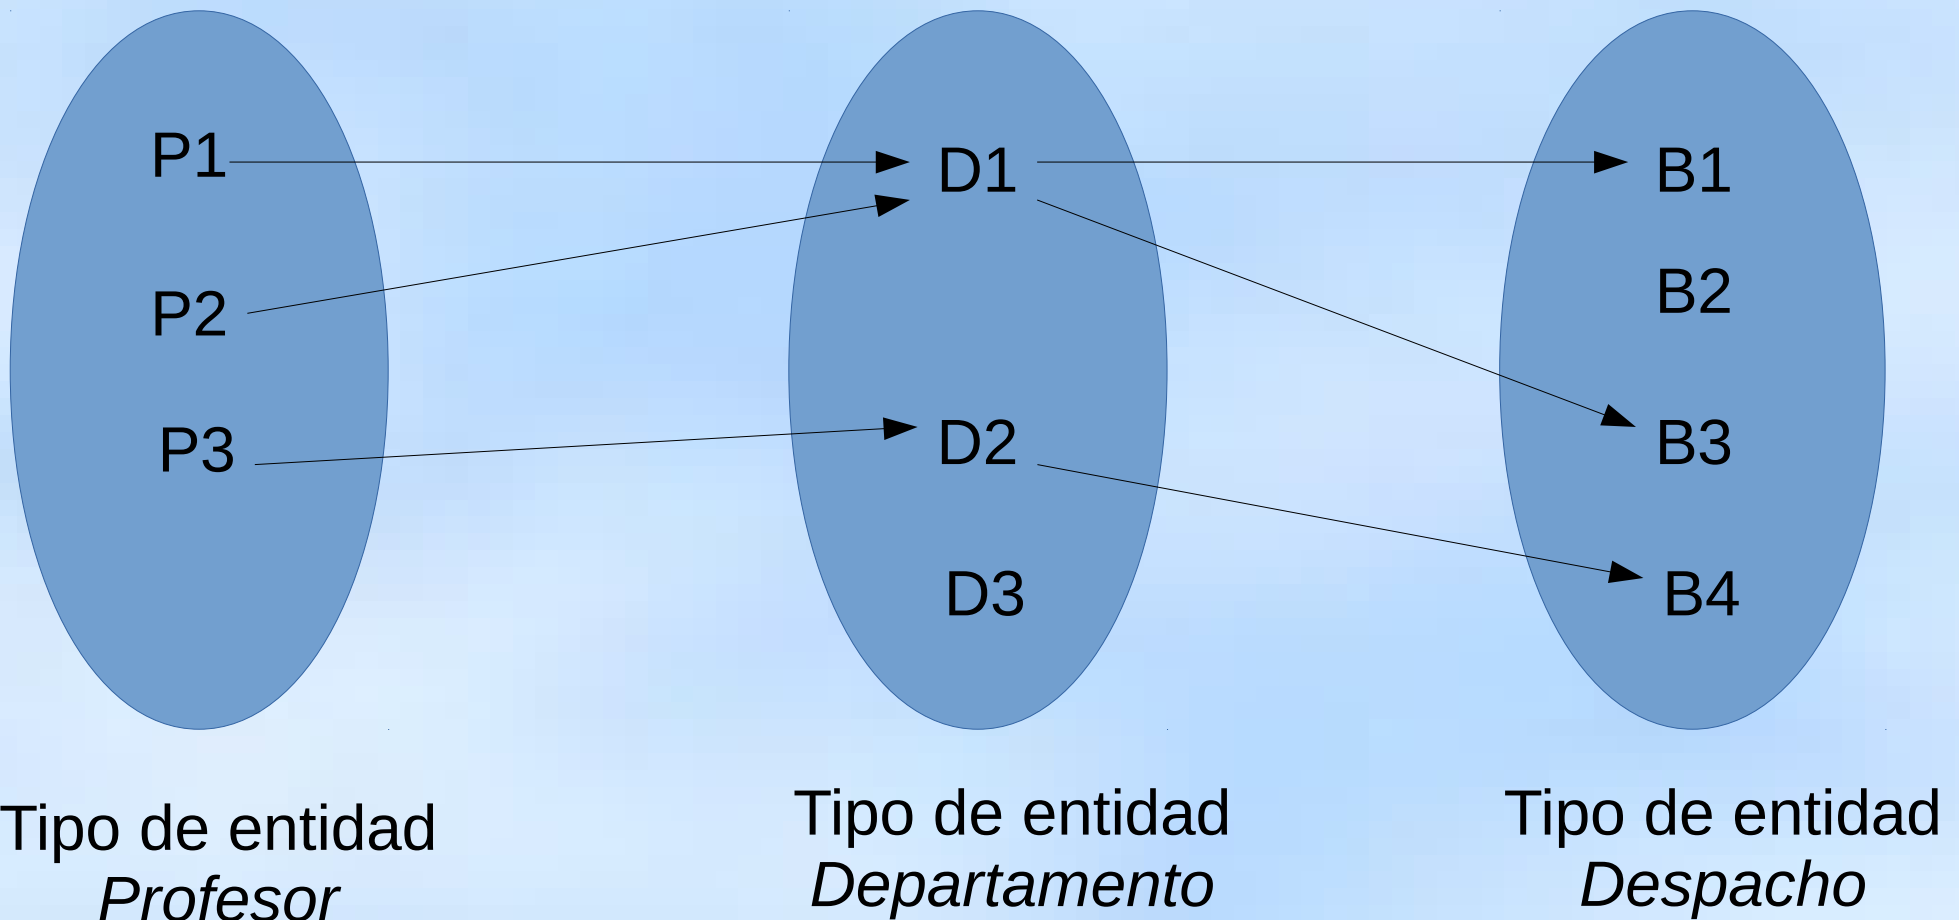 P1
P2
P3
D1
D2
D3
B1
B2
B3
B4
Tipo de entidad
Profesor
Tipo de entidad
Departamento
Tipo de entidad
Despacho